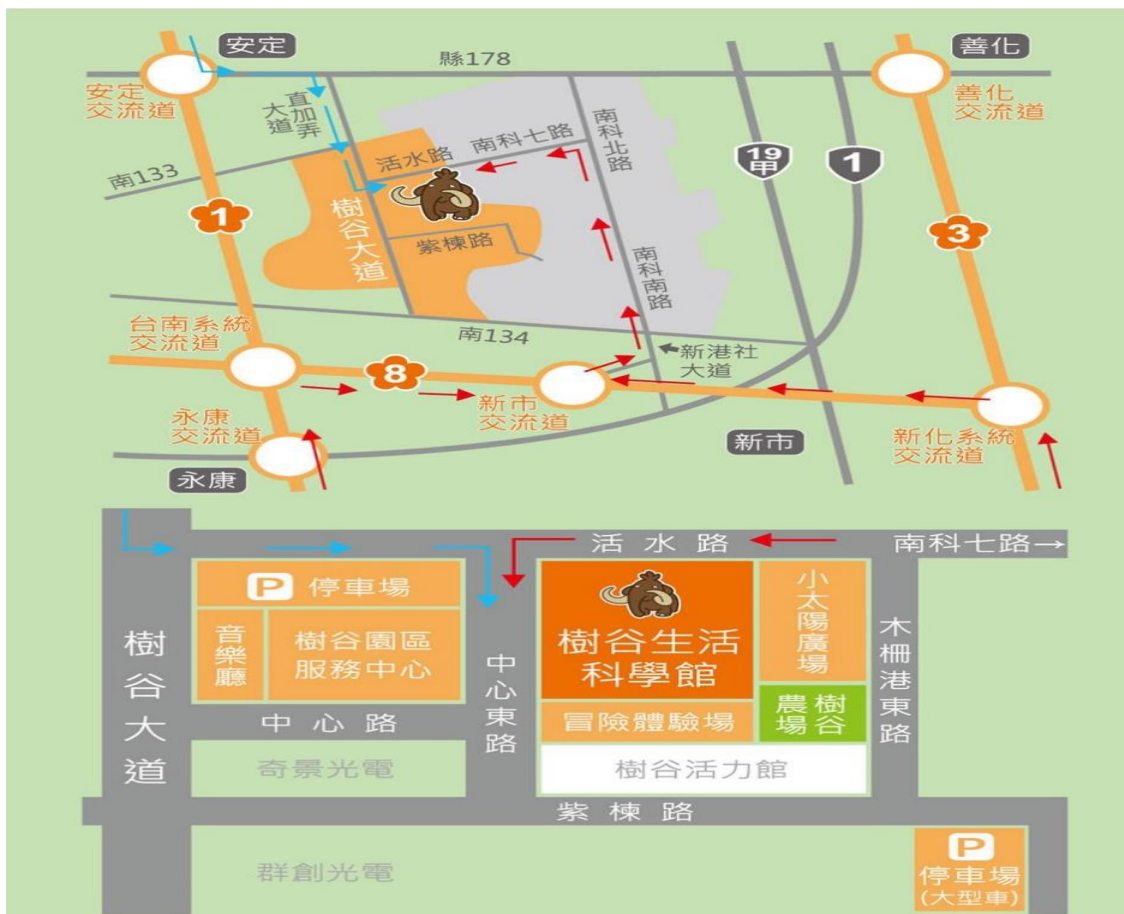 安定
善化
縣178
安定
交流道
善化
交流道
直加弄
大道
南科北路
南科七路
活水路
19
甲
1
南133
1
樹谷大道
紫楝路
3
南科南路
台南系統
交流道
南134
新港社
大道
8
新市
交流道
永康
交流道
新市
新化系統
交流道
永康
活水路
南科七路→
P 停車場
小太陽廣場
樹谷大道
音樂廳
樹谷園區
服務中心
中心東路
樹谷生活
科學館
木柵港東路
中心路
冒險體驗場
樹谷
農場
奇景光電
樹谷活力館
紫楝路
群創光電
P
停車場
(大型車)